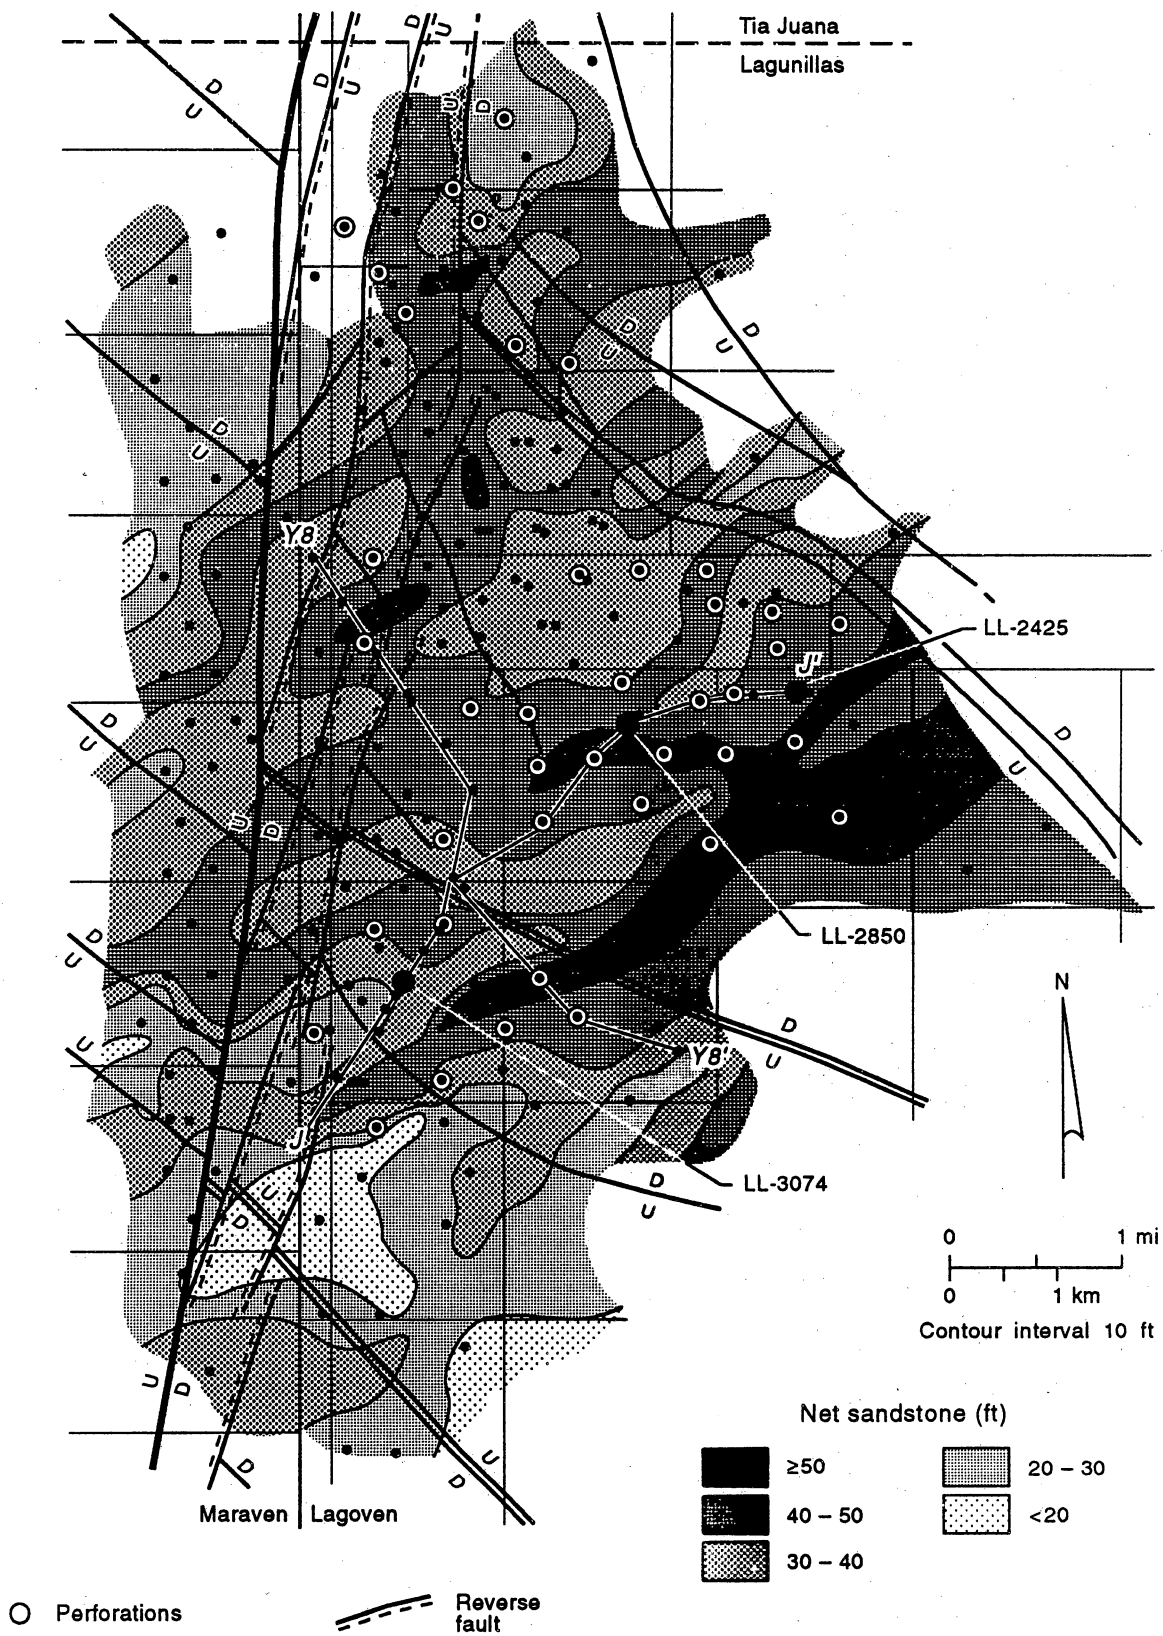 Tia Juana
Lagunillas
D
U
D
U
D
U
U
D
D
U
D
U
D
U
Y8
LL-2425
J'
D
U
D
U
U
D
LL-2850
D
U
N
D
U
Y8'
U
J
LL-3074
D
U
U
D
0 1 mi
0 1 km
Contour interval 10 ft
U
D
Net sandstone (ft)
≥50
20 – 30
40 – 50
<20
30 – 40
D
U
D
Maraven
Lagoven
Perforations
Reverse
fault